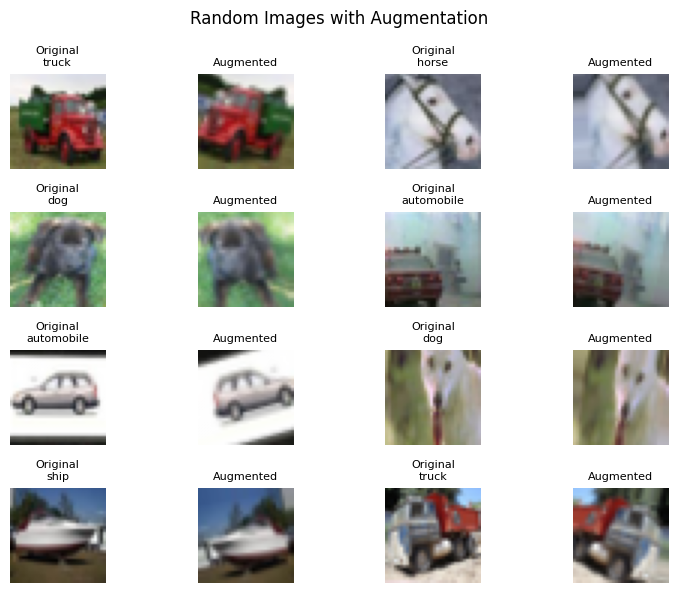 Random Images with Augmentation
Original
truck
Augmented
Original
horse
Augmented
Original
dog
Augmented
Original
automobile
Augmented
Original
automobile
Augmented
Original
dog
Augmented
Original
ship
Augmented
Original
truck
Augmented